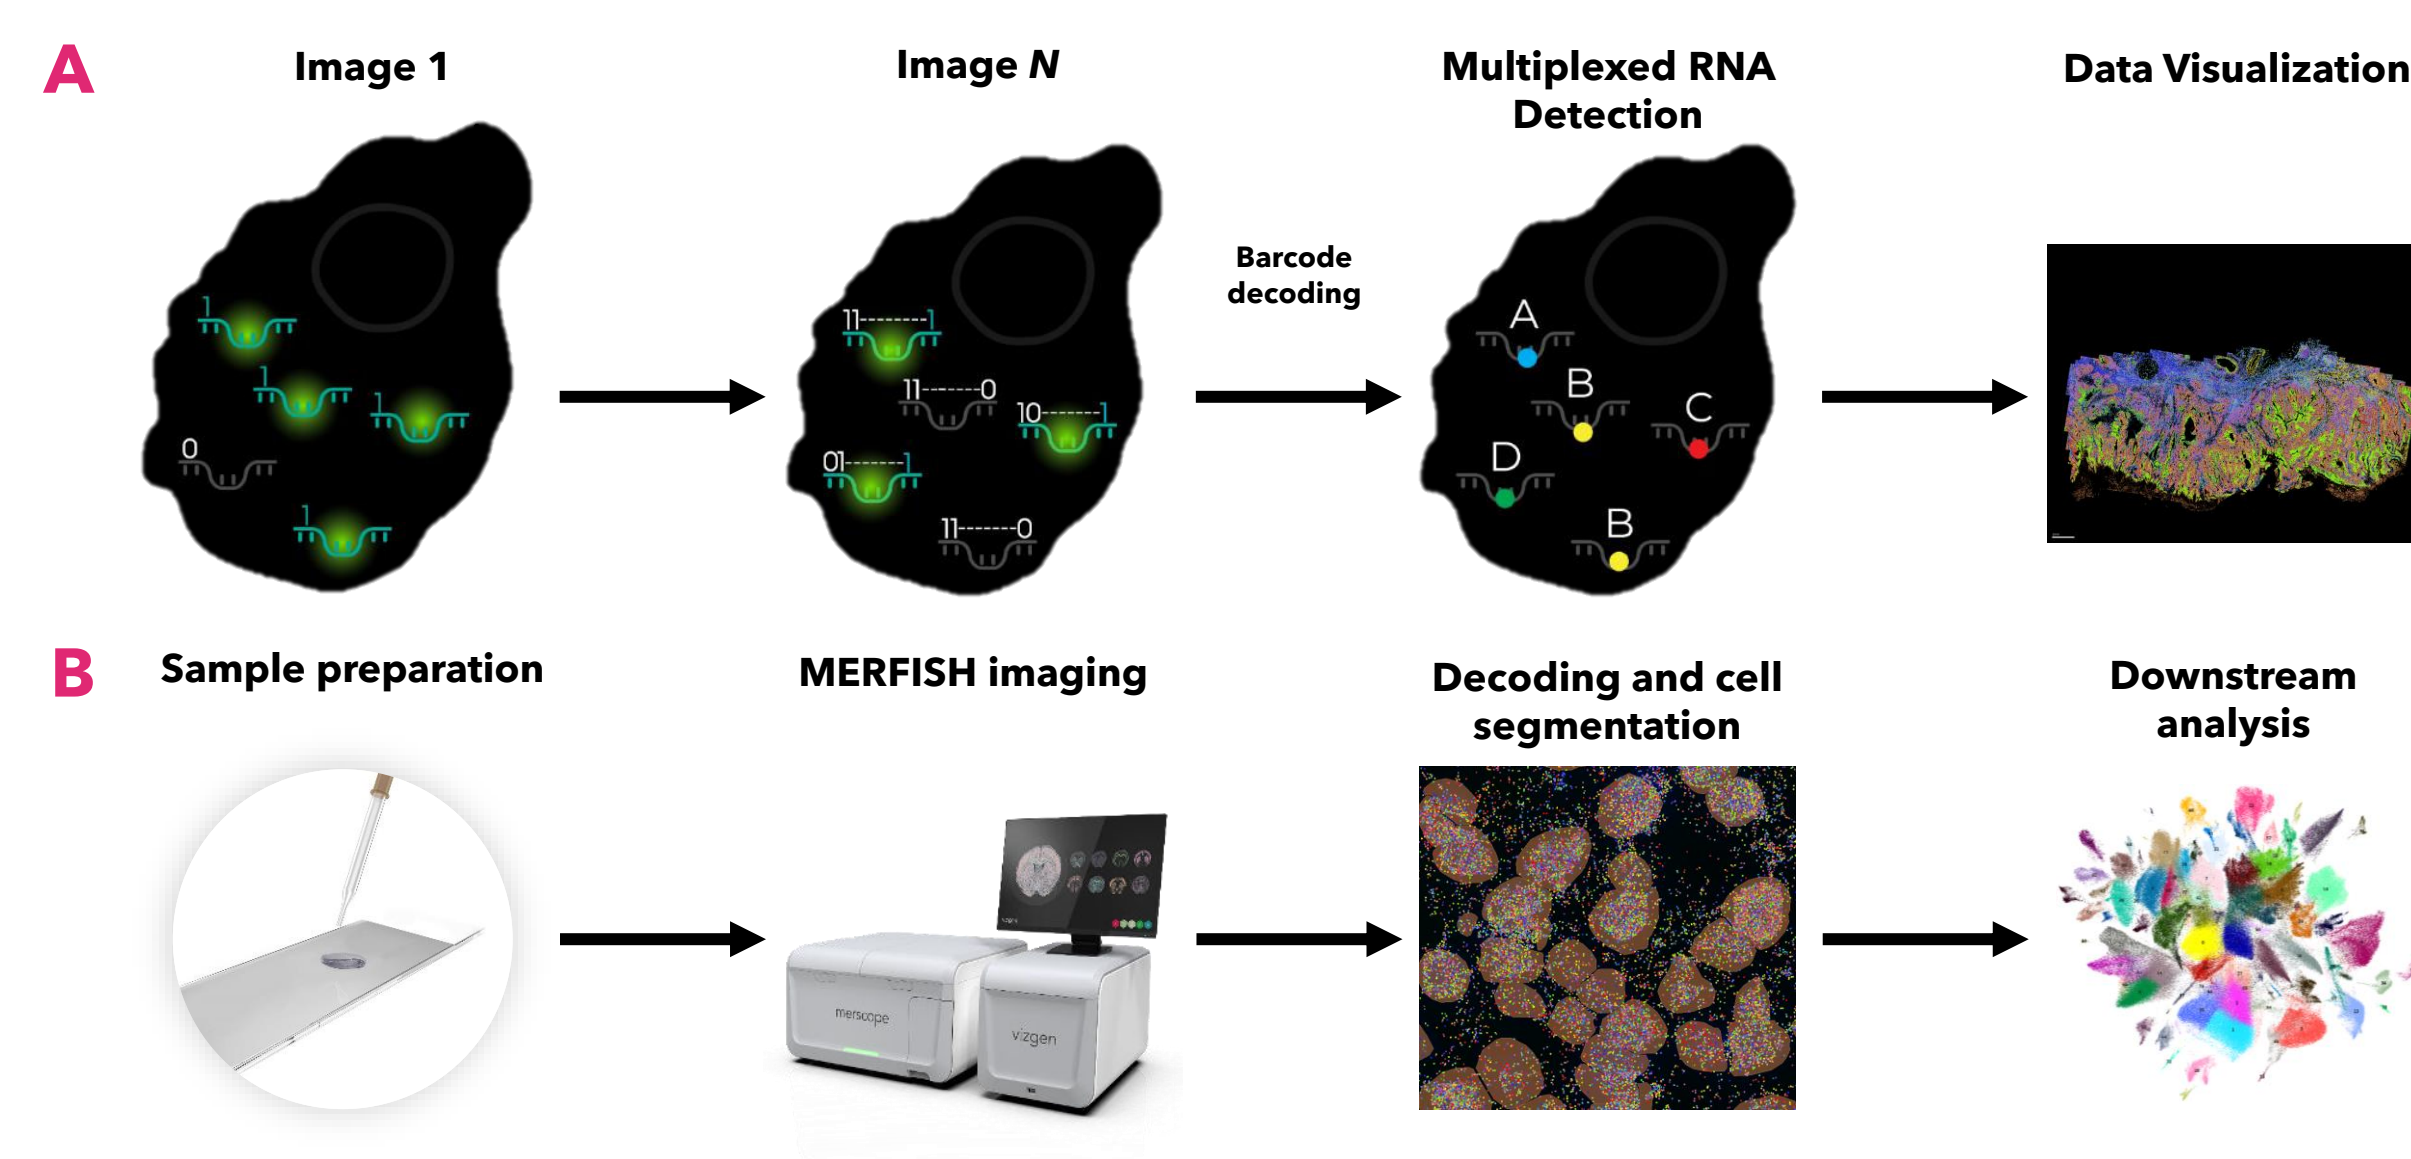 A
Image 1
Image N
Multiplexed RNA
Detection
Data Visualization
Barcode
decoding
1
1
1
0
1
11--------1
11-------0
10-------1
01-------1
11-------0
A
B
C
D
B
B
Sample preparation
MERFISH imaging
Decoding and cell
segmentation
Downstream
analysis
merscope
vizgen